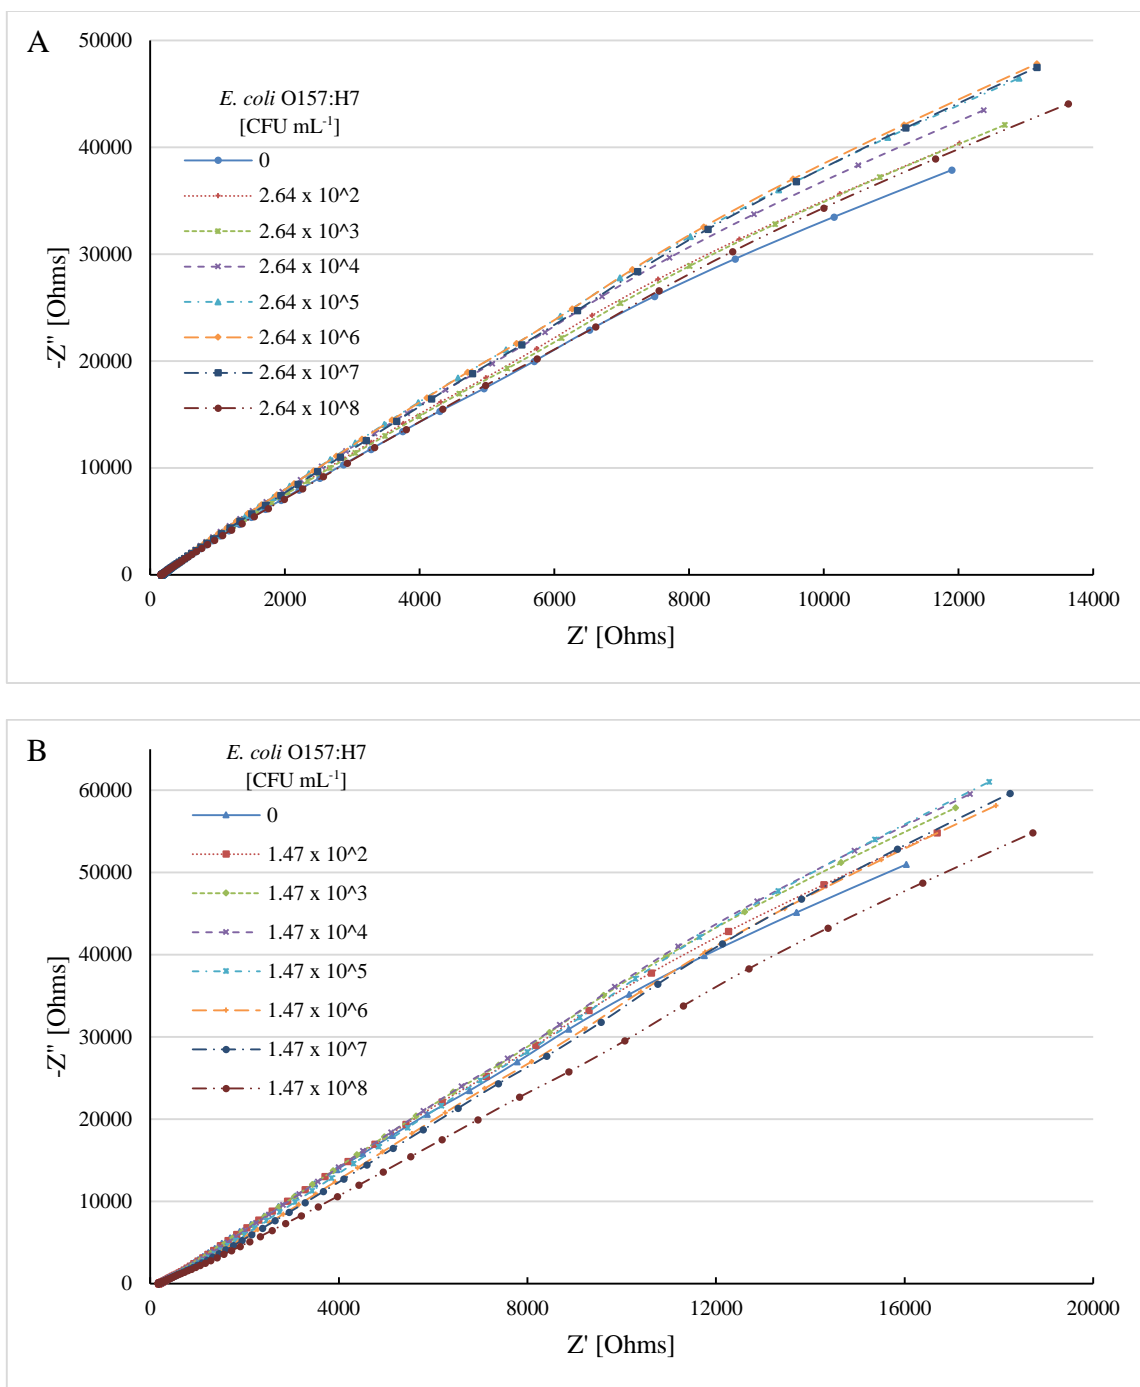 A
50000
40000
30000
20000
10000
0
-Z" [Ohms]
E. coli O157:H7
[CFU mL-1]
0
2.64 x 10^2
2.64 x 10^3
2.64 x 10^4
2.64 x 10^5
2.64 x 10^6
2.64 x 10^7
2.64 x 10^8
0 2000 4000 6000 8000 10000 12000 14000
Z' [Ohms]
B
60000
50000
40000
30000
20000
10000
0
-Z" [Ohms]
E. coli O157:H7
[CFU mL-1]
0
1.47 x 10^2
1.47 x 10^3
1.47 x 10^4
1.47 x 10^5
1.47 x 10^6
1.47 x 10^7
1.47 x 10^8
0 4000 8000 12000 16000 20000
Z' [Ohms]